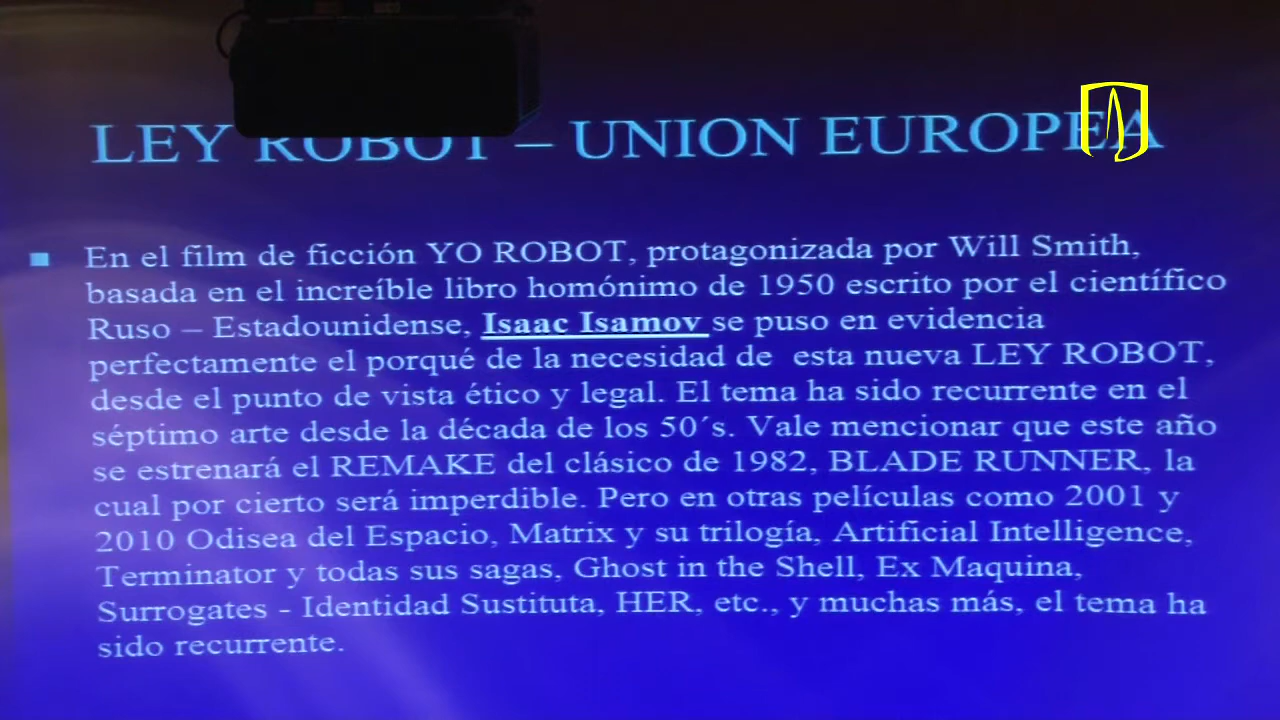 LEY ROBOT – UNION EUROPEA
En el film de ficción YO ROBOT, protagonizada por Will Smith,
basada en el increíble libro homónimo de 1950 escrito por el científico
Ruso – Estadounidense, Isaac Isamov se puso en evidencia
perfectamente el porqué de la necesidad de esta nueva LEY ROBOT,
desde el punto de vista ético y legal. El tema ha sido recurrente en el
séptimo arte desde la década de los 50´s. Vale mencionar que este año
se estrenará el REMAKE del clásico de 1982, BLADE RUNNER, la
cual por cierto será imperdible. Pero en otras películas como 2001 y
2010 Odisea del Espacio, Matrix y su trilogía, Artificial Intelligence,
Terminator y todas sus sagas, Ghost in the Shell, Ex Maquina,
Surrogates - Identidad Sustituta, HER, etc., y muchas más, el tema ha
sido recurrente.